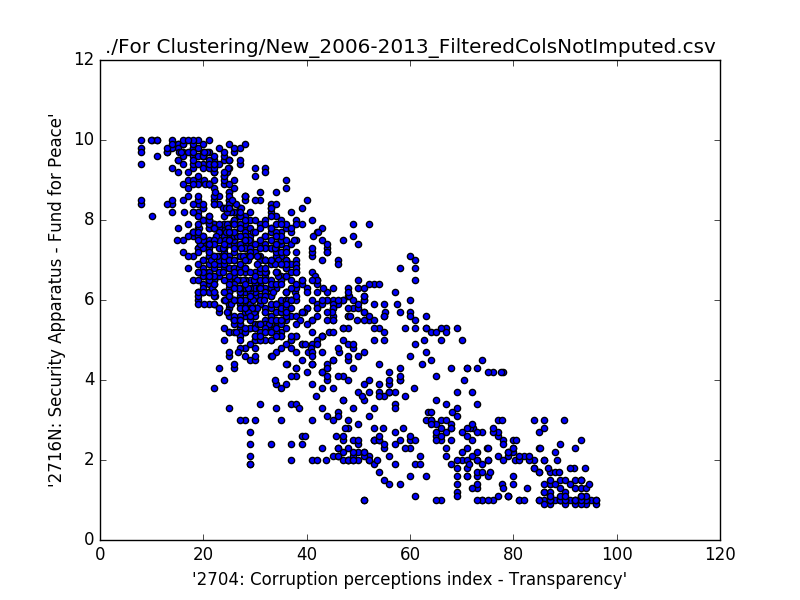 ./For Clustering/New_2006-2013_FilteredColsNotImputed.csv
12
10
8
6
4
2
0
'2716N: Security Apparatus - Fund for Peace'
0 20 40 60 80 100 120
'2704: Corruption perceptions index - Transparency'